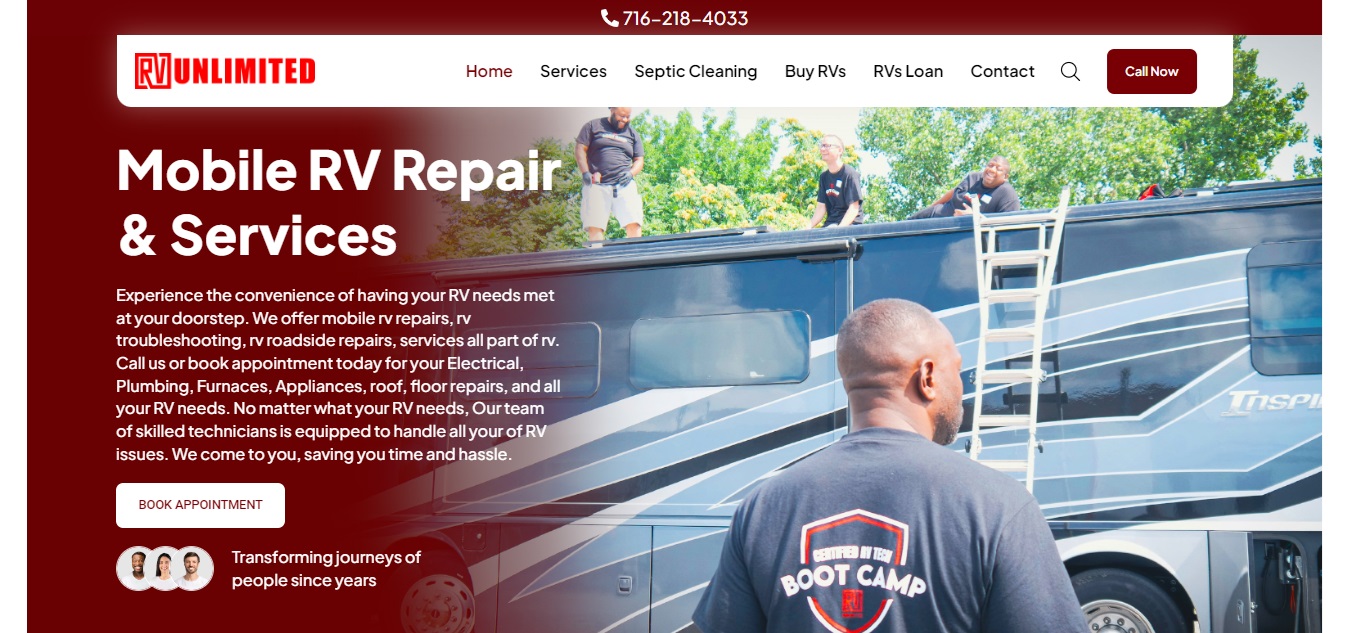 716-218-4033
RV UNLIMITED
Home Services Septic Cleaning Buy RVs RVs Loan Contact Call Now
Mobile RV Repair
& Services
Experience the convenience of having your RV needs met
at your doorstep. We offer mobile rv repairs, rv
troubleshooting, rv roadside repairs, services all part of rv.
Call us or book appointment today for your Electrical,
Plumbing, Furnaces, Appliances, roof, floor repairs, and all
your RV needs. No matter what your RV needs, Our team
of skilled technicians is equipped to handle all your of RV
issues. We come to you, saving you time and hassle.
BOOK APPOINTMENT
Transforming journeys of
people since years
CERTIFIED RV TECH
BOOT CAMP
RV